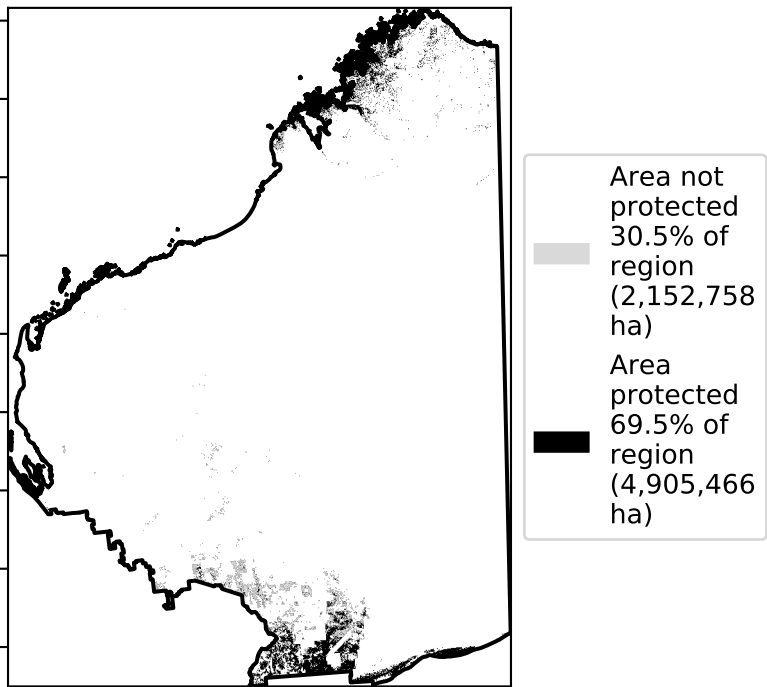 Area not
protected
30.5% of
region
(2,152,758
ha)
Area
protected
69.5% of
region
(4,905,466
ha)